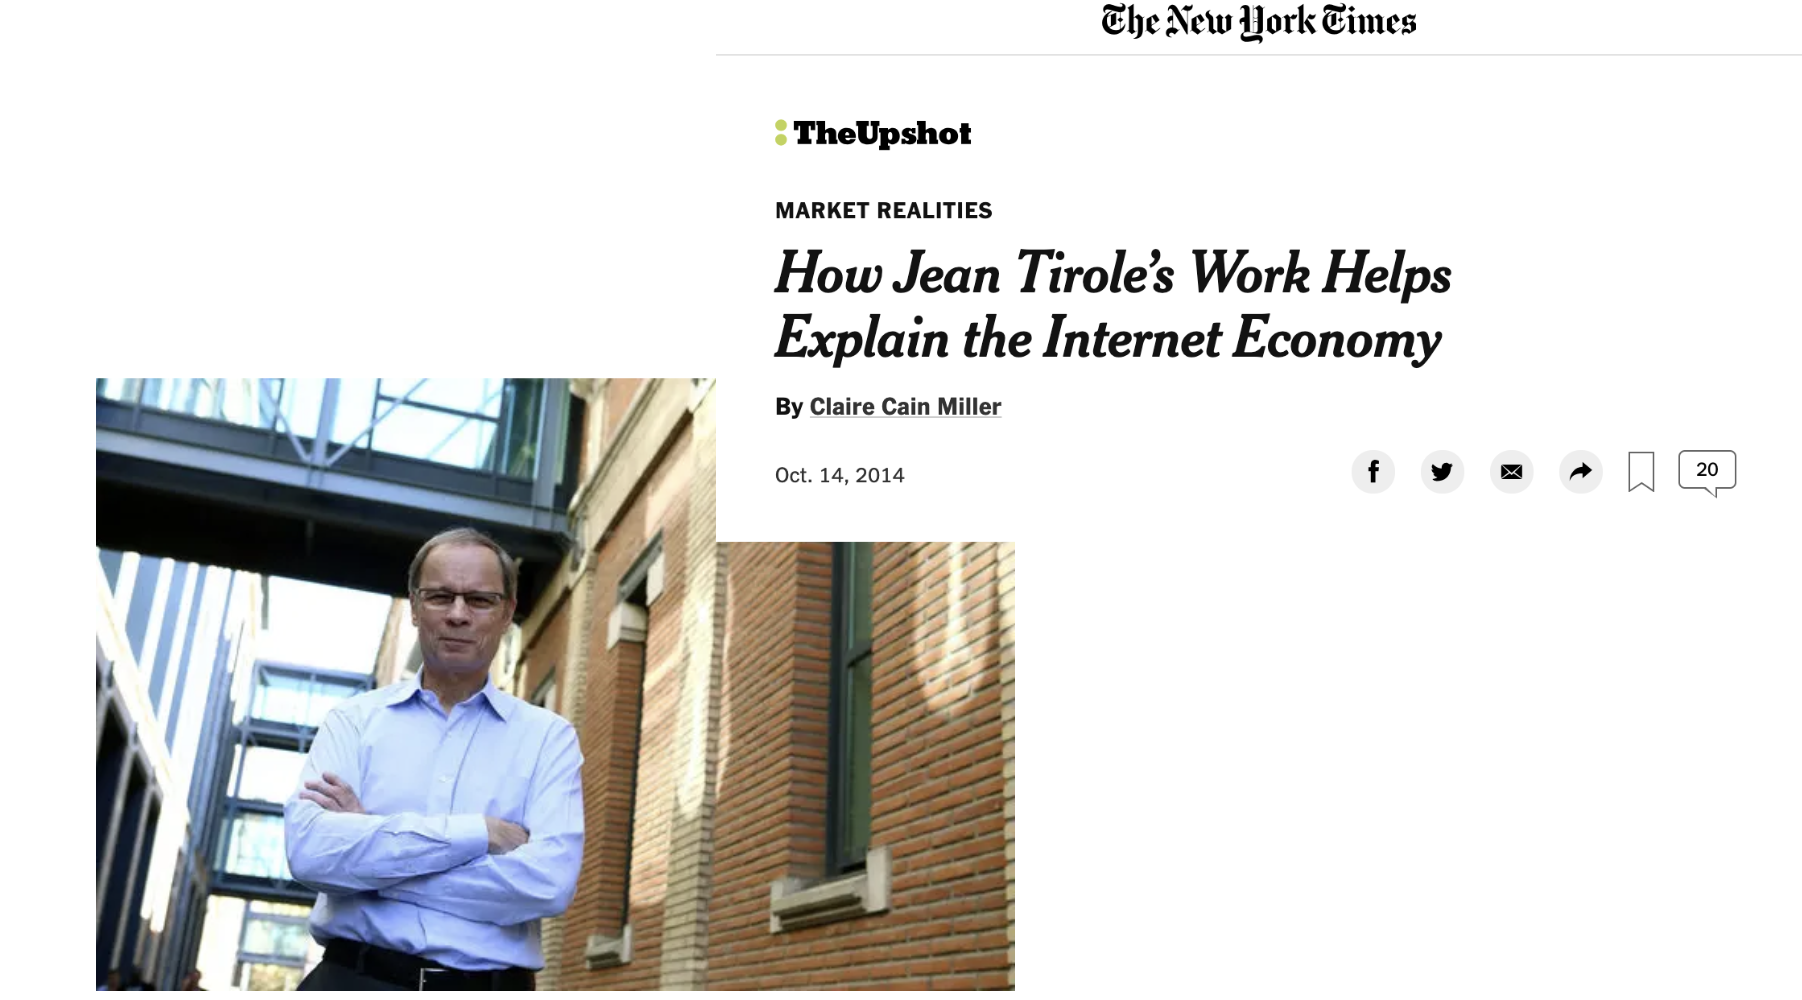 The New York Times
TheUpshot
MARKET REALITIES
How Jean Tirole’s Work Helps
Explain the Internet Economy
By Claire Cain Miller
Oct. 14, 2014
20